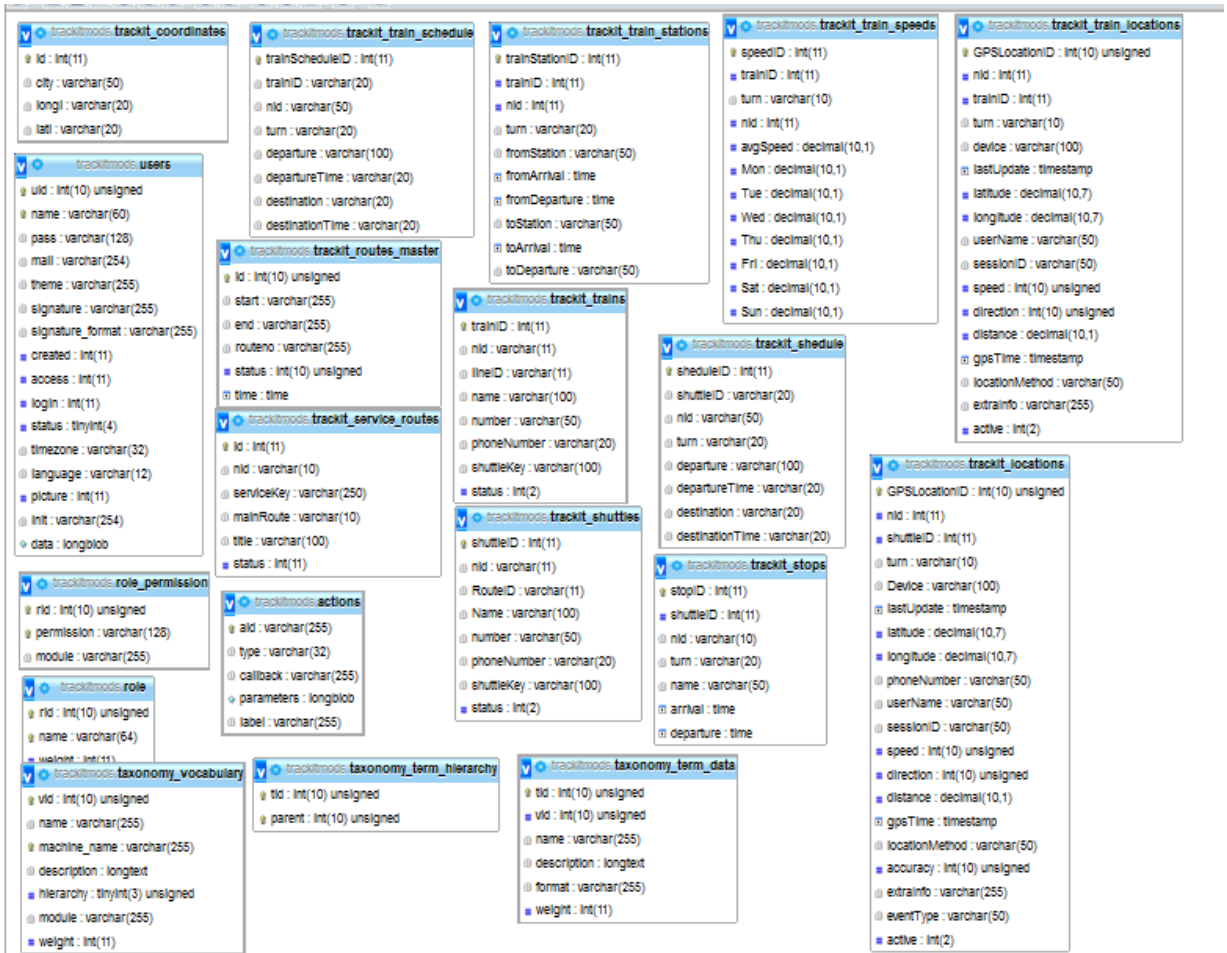 trackitmods.trackit_coordinates
id : int(11)
city : varchar(50)
longi : varchar(20)
lati : varchar(20)
trackitmods.trackit_train_schedule
trainScheduleID : int(11)
trainID : varchar(20)
nid : varchar(50)
turn : varchar(20)
departure : varchar(100)
departureTime : varchar(20)
destination : varchar(20)
destinationTime : varchar(20)
trackitmods.trackit_train_stations
trainStationID : int(11)
trainID : int(11)
nid : int(11)
turn : varchar(20)
fromStation : varchar(50)
fromArrival : time
fromDeparture : time
toStation : varchar(50)
toArrival : time
toDeparture : varchar(50)
trackitmods.trackit_train_speeds
speedID : int(11)
trainID : int(11)
turn : varchar(10)
nid : int(11)
avgSpeed : decimal(10,1)
Mon : decimal(10,1)
Tue : decimal(10,1)
Wed : decimal(10,1)
Thu : decimal(10,1)
Fri : decimal(10,1)
Sat : decimal(10,1)
Sun : decimal(10,1)
trackitmods.trackit_train_locations
GPSLocationID : int(10) unsigned
nid : int(11)
trainID : int(11)
turn : varchar(10)
device : varchar(100)
lastUpdate : timestamp
latitude : decimal(10,7)
longitude : decimal(10,7)
userName : varchar(50)
sessionID : varchar(50)
speed : int(10) unsigned
direction : int(10) unsigned
distance : decimal(10,1)
gpsTime : timestamp
locationMethod : varchar(50)
extraInfo : varchar(255)
active : int(2)
trackitmods.users
uid : int(10) unsigned
name : varchar(60)
pass : varchar(128)
mail : varchar(254)
theme : varchar(255)
signature : varchar(255)
signature_format : varchar(255)
created : int(11)
access : int(11)
login : int(11)
status : tinyint(4)
timezone : varchar(32)
language : varchar(12)
picture : int(11)
init : varchar(254)
data : longblob
trackitmods.trackit_routes_master
id : int(10) unsigned
start : varchar(255)
end : varchar(255)
routeno : varchar(255)
status : int(10) unsigned
time : time
trackitmods.trackit_trains
trainID : int(11)
nid : varchar(11)
lineID : varchar(11)
name : varchar(100)
number : varchar(50)
phoneNumber : varchar(20)
shuttleKey : varchar(100)
status : int(2)
trackitmods.trackit_shedule
sheduleID : int(11)
shuttleID : varchar(20)
nid : varchar(50)
turn : varchar(20)
departure : varchar(100)
departureTime : varchar(20)
destination : varchar(20)
destinationTime : varchar(20)
trackitmods.trackit_service_routes
id : int(11)
nid : varchar(10)
serviceKey : varchar(250)
mainRoute : varchar(10)
title : varchar(100)
status : int(11)
trackitmods.trackit_locations
GPSLocationID : int(10) unsigned
nid : int(11)
shuttleID : int(11)
turn : varchar(10)
Device : varchar(100)
lastUpdate : timestamp
latitude : decimal(10,7)
longitude : decimal(10,7)
phoneNumber : varchar(50)
userName : varchar(50)
sessionID : varchar(50)
speed : int(10) unsigned
direction : int(10) unsigned
distance : decimal(10,1)
gpsTime : timestamp
locationMethod : varchar(50)
accuracy : int(10) unsigned
extraInfo : varchar(255)
eventType : varchar(50)
active : int(2)
trackitmods.trackit_shuttles
shuttleID : int(11)
nid : varchar(11)
RouteID : varchar(11)
Name : varchar(100)
number : varchar(50)
phoneNumber : varchar(20)
shuttleKey : varchar(100)
status : int(2)
trackitmods.trackit_stops
stopID : int(11)
shuttleID : int(11)
nid : varchar(10)
turn : varchar(20)
name : varchar(50)
arrival : time
departure : time
trackitmods.role_permission
rid : int(10) unsigned
permission : varchar(128)
module : varchar(255)
trackitmods.actions
aid : varchar(255)
type : varchar(32)
callback : varchar(255)
parameters : longblob
label : varchar(255)
trackitmods.role
rid : int(10) unsigned
name : varchar(64)
weight : int(11)
trackitmods.taxonomy_vocabulary
vid : int(10) unsigned
name : varchar(255)
machine_name : varchar(255)
description : longtext
hierarchy : tinyint(3) unsigned
module : varchar(255)
weight : int(11)
trackitmods.taxonomy_term_hierarchy
tid : int(10) unsigned
parent : int(10) unsigned
trackitmods.taxonomy_term_data
tid : int(10) unsigned
vid : int(10) unsigned
name : varchar(255)
description : longtext
format : varchar(255)
weight : int(11)